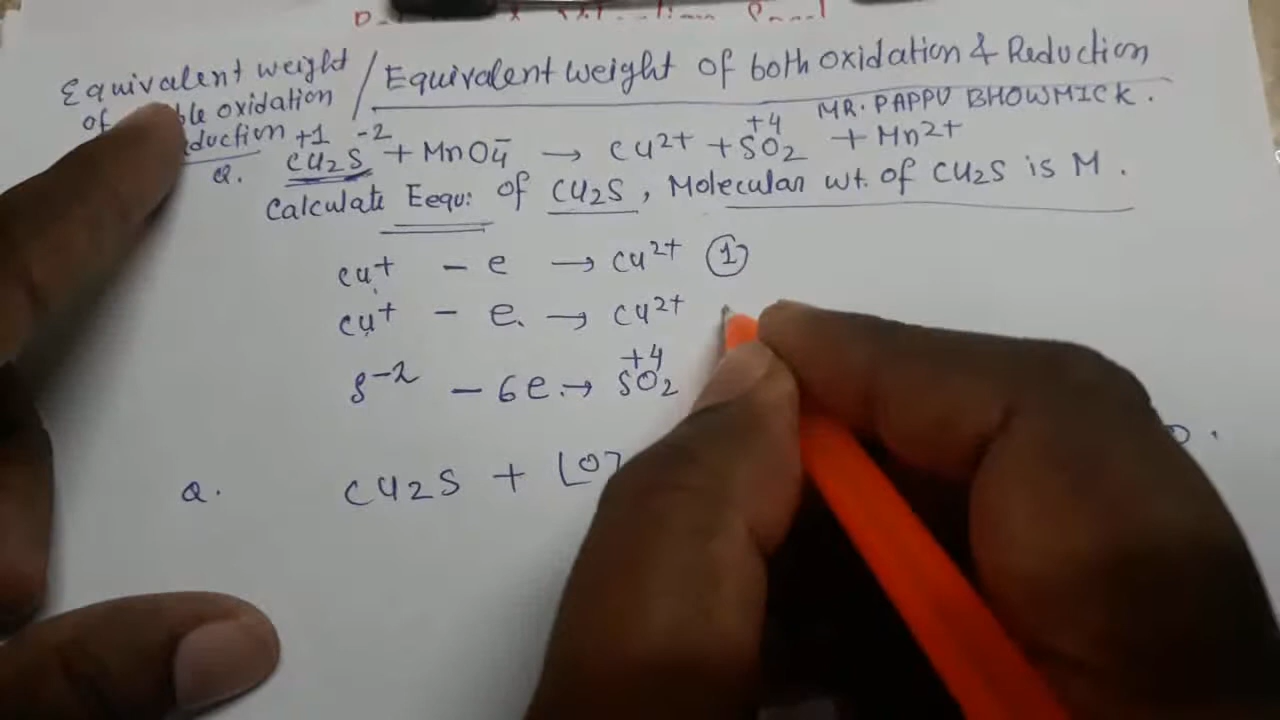 Equivalent weight / Equivalent weight of both oxidation & Reduction
of oxidation MR. PAPPU BHOWMICK.
+1 -2 +4
Q. Cu2S + MnO4- → Cu2+ + SO2 + Mn2+
Calculate Eequ: of Cu2S, Molecular wt. of Cu2S is M.
Cu+ - e → Cu2+ 1
Cu+ - e. → Cu2+
+4
S-2 - 6e. → SO2
Q. Cu2S + [O]